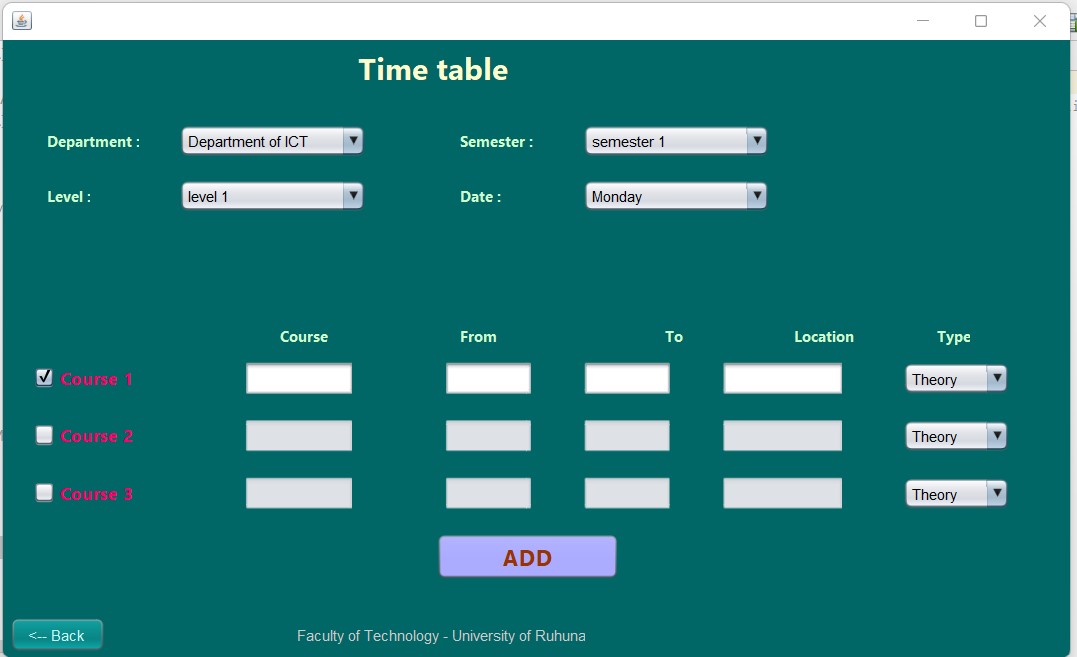 Time table
Department : Department of ICT Semester : semester 1
Level : level 1 Date : Monday
Course From To Location Type
Course 1 Theory
Course 2 Theory
Course 3 Theory
ADD
<-- Back Faculty of Technology - University of Ruhuna